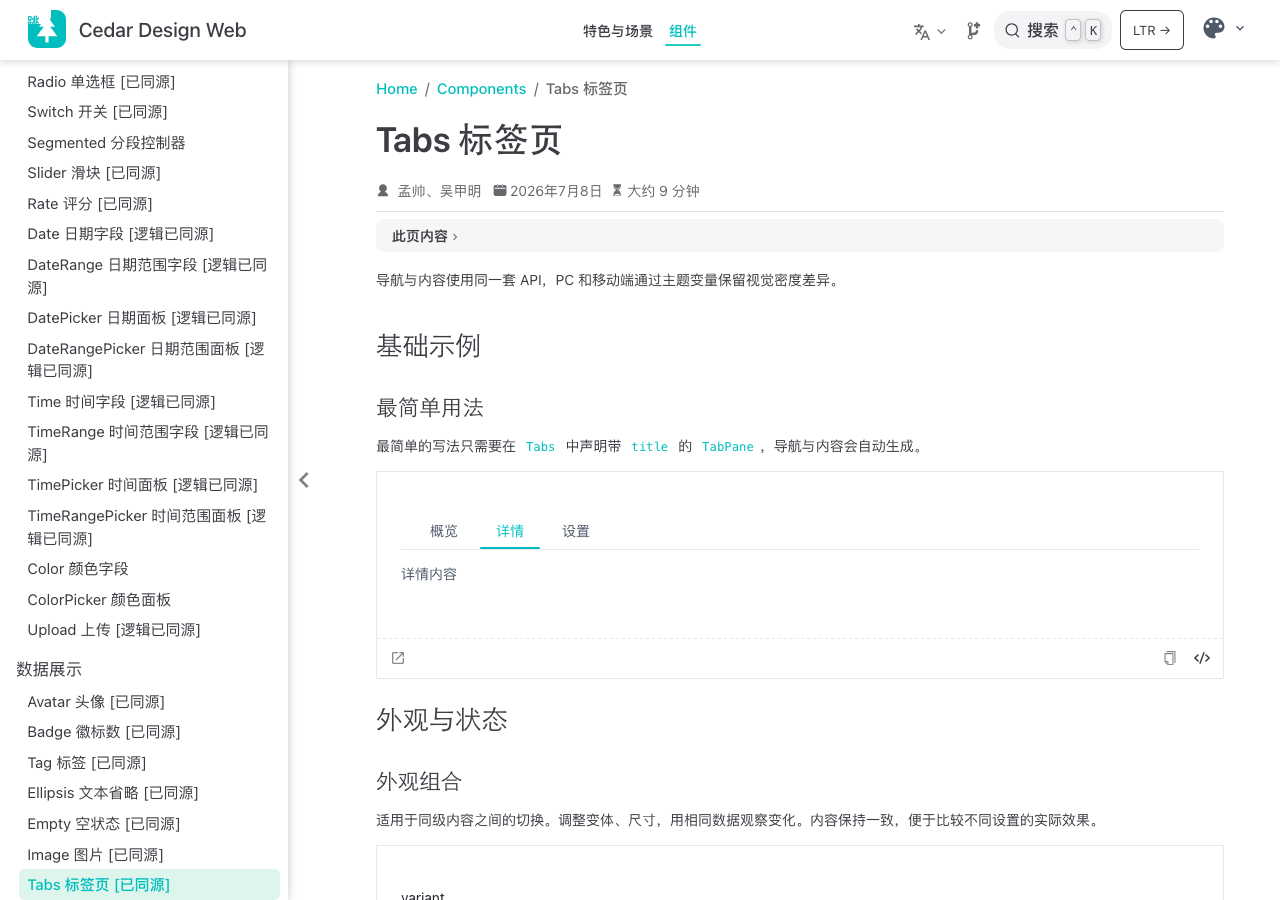 跳
Cedar Design Web
特色与场景
组件
搜索
^
K
LTR →
Radio 单选框 [已同源]
Switch 开关 [已同源]
Segmented 分段控制器
Slider 滑块 [已同源]
Rate 评分 [已同源]
Date 日期字段 [逻辑已同源]
DateRange 日期范围字段 [逻辑已同
源]
DatePicker 日期面板 [逻辑已同源]
DateRangePicker 日期范围面板 [逻
辑已同源]
Time 时间字段 [逻辑已同源]
TimeRange 时间范围字段 [逻辑已同
源]
TimePicker 时间面板 [逻辑已同源]
TimeRangePicker 时间范围面板 [逻
辑已同源]
Color 颜色字段
ColorPicker 颜色面板
Upload 上传 [逻辑已同源]
数据展示
Avatar 头像 [已同源]
Badge 徽标数 [已同源]
Tag 标签 [已同源]
Ellipsis 文本省略 [已同源]
Empty 空状态 [已同源]
Image 图片 [已同源]
Tabs 标签页 [已同源]
Home / Components / Tabs 标签页
Tabs 标签页
孟帅、吴甲明 2026年7月8日 大约 9 分钟
此页内容 ›
导航与内容使用同一套 API，PC 和移动端通过主题变量保留视觉密度差异。
基础示例
最简单用法
最简单的写法只需要在 Tabs 中声明带 title 的 TabPane ，导航与内容会自动生成。
概览 详情 设置
详情内容
外观与状态
外观组合
适用于同级内容之间的切换。调整变体、尺寸，用相同数据观察变化。内容保持一致，便于比较不同设置的实际效果。
variant